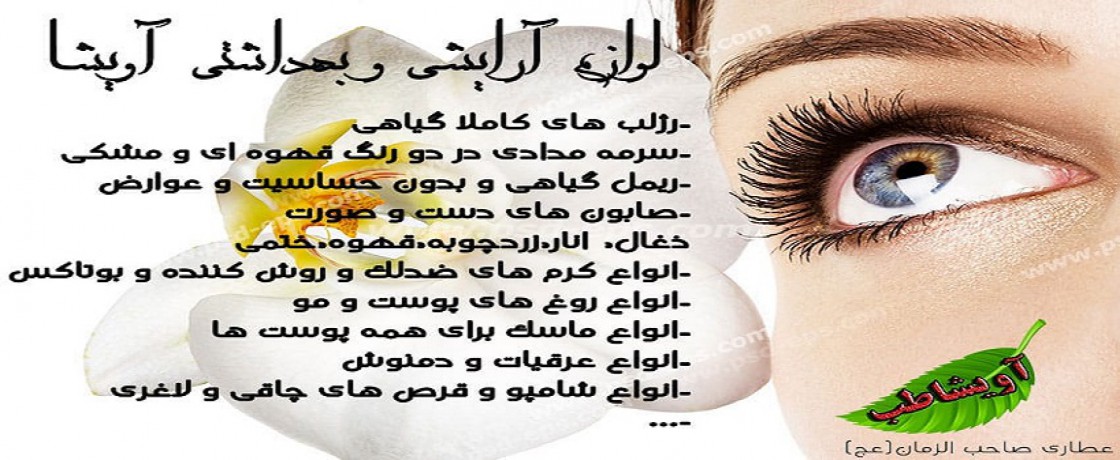 لوازم آرایشی و بهداشتی آویشا
-رژلب های کاملا گیاهی
-سرمه مدادی در دو رنگ قهوه ای و مشکی
-ریمل گیاهی و بدون حساسیت و عوارض
-صابون های دست و صورت
ذغال، انار،زردچوبه،قهوه،ختمی
-انواع کرم های ضدلک و روش کننده و بوتاکس
-انواع روغ های پوست و مو
-انواع ماسک برای همه پوست ها
-انواع عرقیات و دمنوش
-انواع شامپو و قرص های چاقی و لاغری
-...
آویشاطب
عطاری صاحب الزمان(عج)